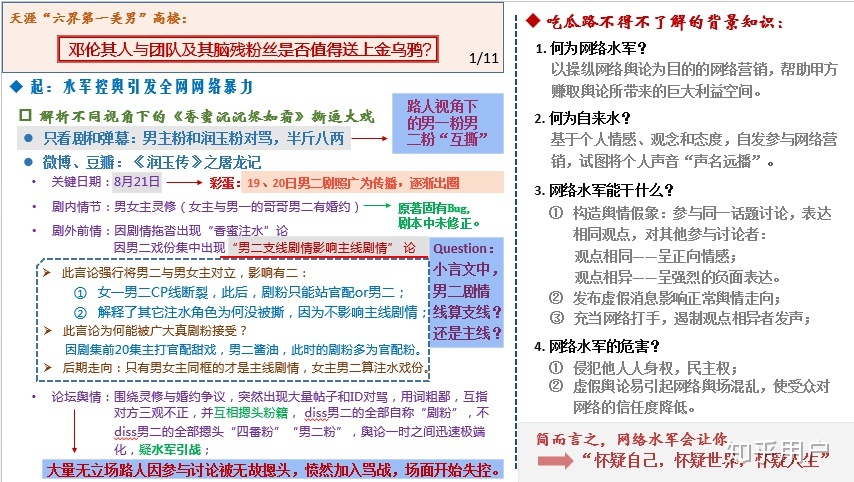 天涯“六界第一美男”高楼：
邓伦其人与团队及其脑残粉丝是否值得送上金乌鸦?
1/11
起：水军控舆引发全网网络暴力
解析不同视角下的《香蜜沉沉烬如霜》撕逼大戏
只看剧和弹幕：男主粉和润玉粉对骂，半斤八两
路人视角下
的男一粉男
二粉“互撕”
微博、豆瓣：《润玉传》之屠龙记
关键日期：8月21日
彩蛋：19、20日男二剧照广为传播，逐渐出圈
剧内情节：男女主灵修（女主与男一的哥哥男二有婚约）
原著固有Bug,
剧本中未修正。
剧外前情：因剧情拖沓出现“香蜜注水”论
因男二戏份集中出现“男二支线剧情影响主线剧情” 论
此言论强行将男二与男女主对立，影响有二：
① 女一男二CP线断裂，此后，剧粉只能站官配or男二；
② 解释了其它注水角色为何没被撕，因为不影响主线剧情；
此言论为何能被广大真剧粉接受？
因剧集前20集主打官配甜戏，男二酱油，此时的剧粉多为官配粉。
后期走向：只有男女主同框的才是主线剧情，女主男二算注水戏份。
Question：
小言文中，
男二剧情
线算支线？
还是主线？
论坛舆情：围绕灵修与婚约争议，突然出现大量帖子和ID对骂，用词粗鄙，互指
对方三观不正，并互相摁头粉籍， diss男二的全部自称“剧粉”，不
diss男二的全部摁头“四番粉”“男二粉”，舆论一时之间迅速极端
化，疑水军引战；
大量无立场路人因参与讨论被无故摁头，愤然加入骂战，场面开始失控。
吃瓜路不得不了解的背景知识：
1. 何为网络水军？
以操纵网络舆论为目的的网络营销，帮助甲方
赚取舆论所带来的巨大利益空间。
2. 何为自来水？
基于个人情感、观念和态度，自发参与网络营
销，试图将个人声音“声名远播”。
3. 网络水军能干什么？
① 构造舆情假象：参与同一话题讨论，表达
相同观点，对其他参与讨论者：
观点相同——呈正向情感；
观点相异——呈强烈的负面表达。
② 发布虚假消息影响正常舆情走向；
③ 充当网络打手，遏制观点相异者发声；
4. 网络水军的危害？
① 侵犯他人人身权，民主权；
② 虚假舆论易引起网络舆场混乱，使受众对
网络的信任度降低。
简而言之，网络水军会让你
“怀疑自己，怀疑世界，怀疑人生”
知乎用户